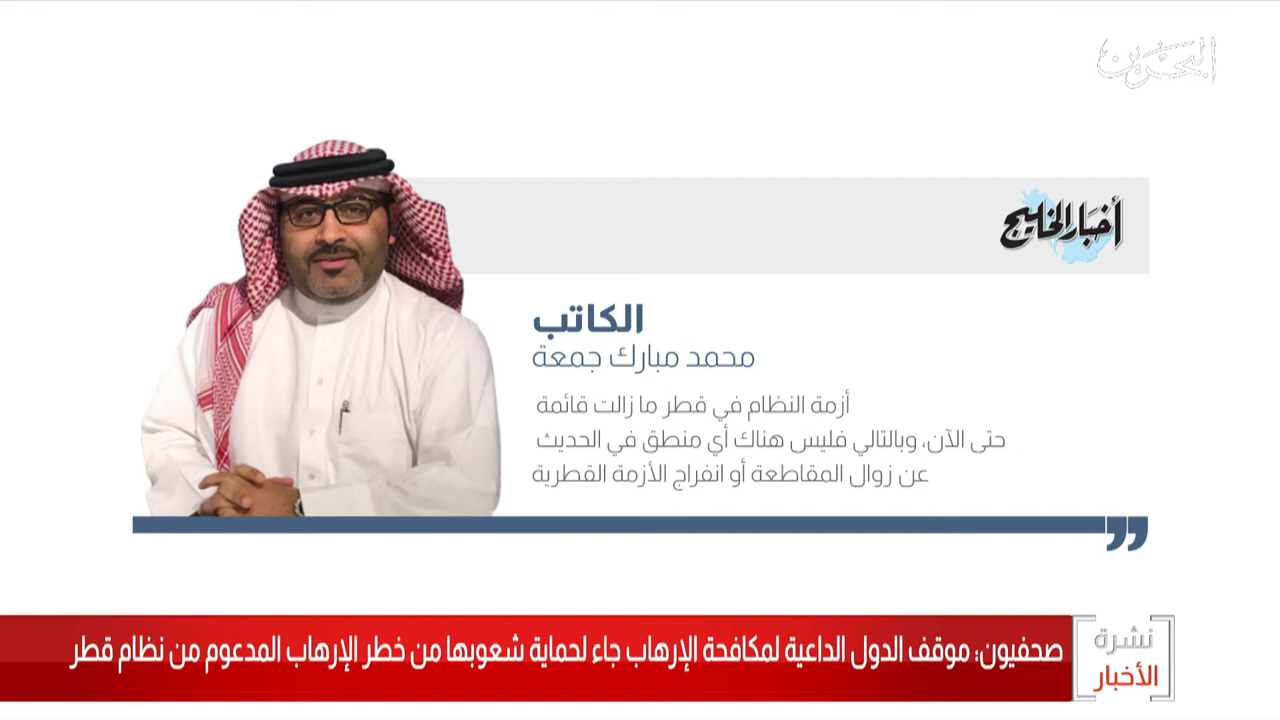 البحرين
أخبار الخليج
الكاتب
محمد مبارك جمعة
أزمة النظام في قطر ما زالت قائمة
حتى الآن، وبالتالي فليس هناك أي منطق في الحديث
عن زوال المقاطعة أو انفراج الأزمة القطرية
نشرة
الأخبار
صحفيون: موقف الدول الداعية لمكافحة الإرهاب جاء لحماية شعوبها من خطر الإرهاب المدعوم من نظام قطر